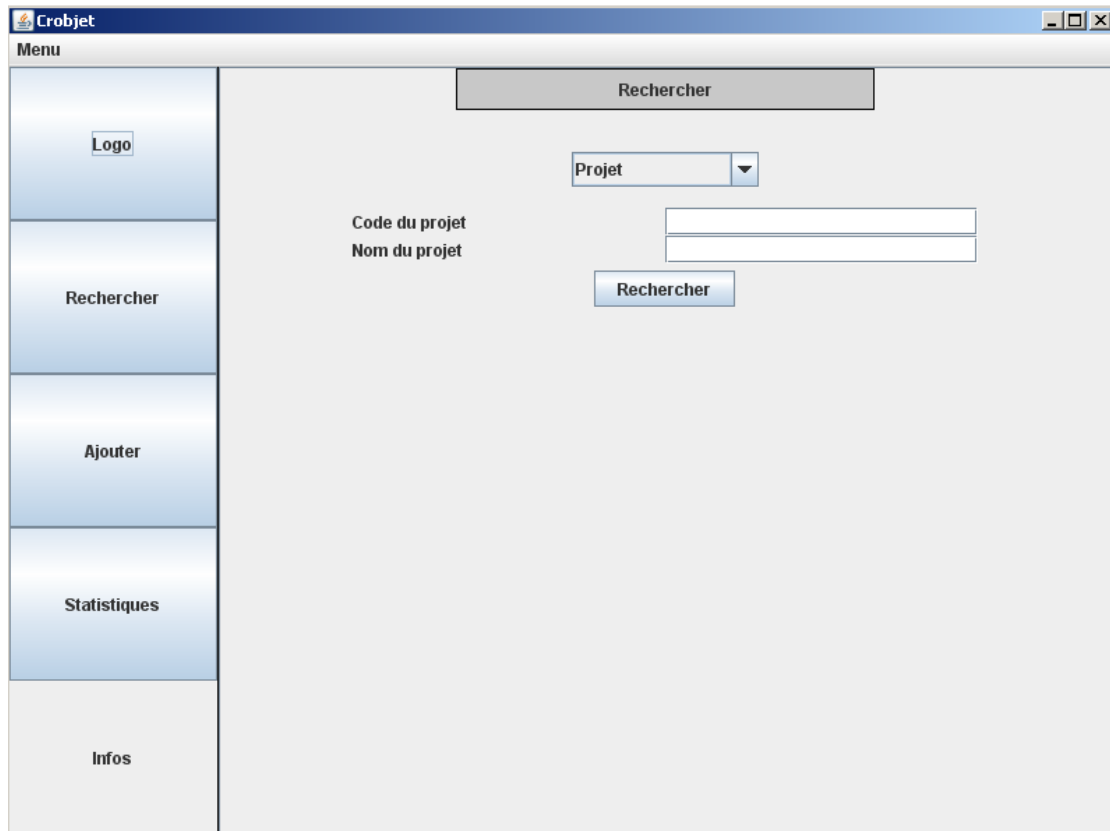 Crobjet
Menu
Logo
Rechercher
Ajouter
Statistiques
Infos
Rechercher
Projet
Code du projet
Nom du projet
Rechercher